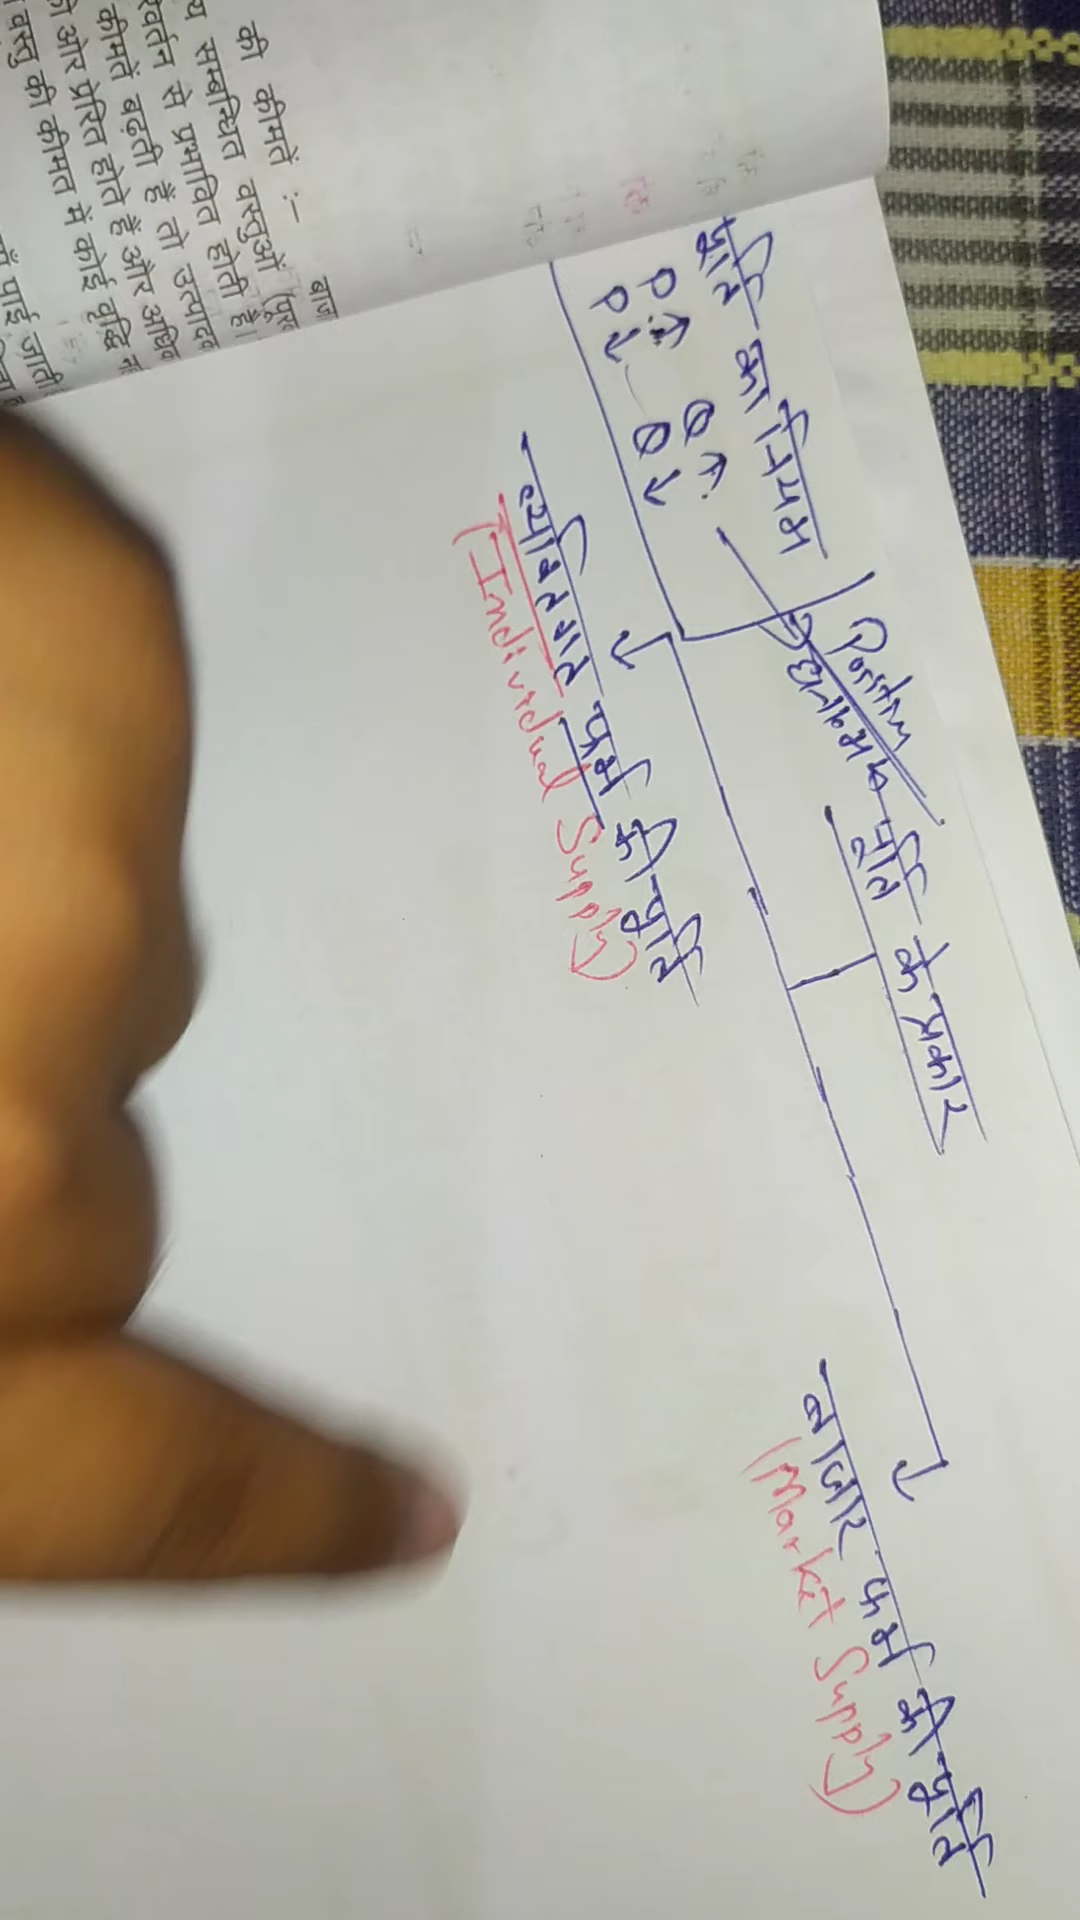 की कीमतें :-
य सम्बन्धित वस्तुओं (पूर
वर्तन से प्रभावित होती है।
कीमतें बढ़ती हैं तो उत्पादक
ओर प्रेरित होते हैं और अधिक
वस्तु की कीमत में कोई वृद्धि
पाई जाती
पूर्ति का नियम
P↑ Q↑
P↓ Q↓
(Positive
धनात्मक
पूर्ति के प्रकार
व्यक्तिगत फर्म की पूर्ति
(Individual Supply)
बाजार फर्म की पूर्ति
(Market Supply)